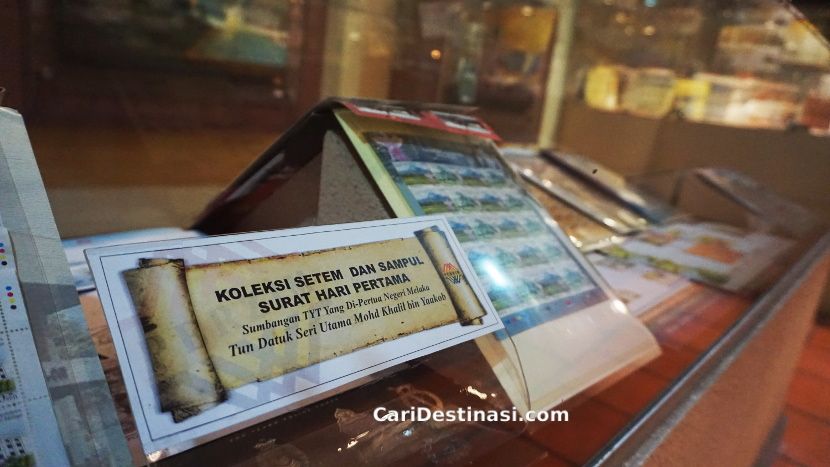 KOLEKSI SETEM DAN SAMPUL
SURAT HARI PERTAMA
Sumbangan TYT Yang Di-Pertua Negeri Melaka
Tun Datuk Seri Utama Mohd Khalil bin Yaakob
CariDestinasi.com